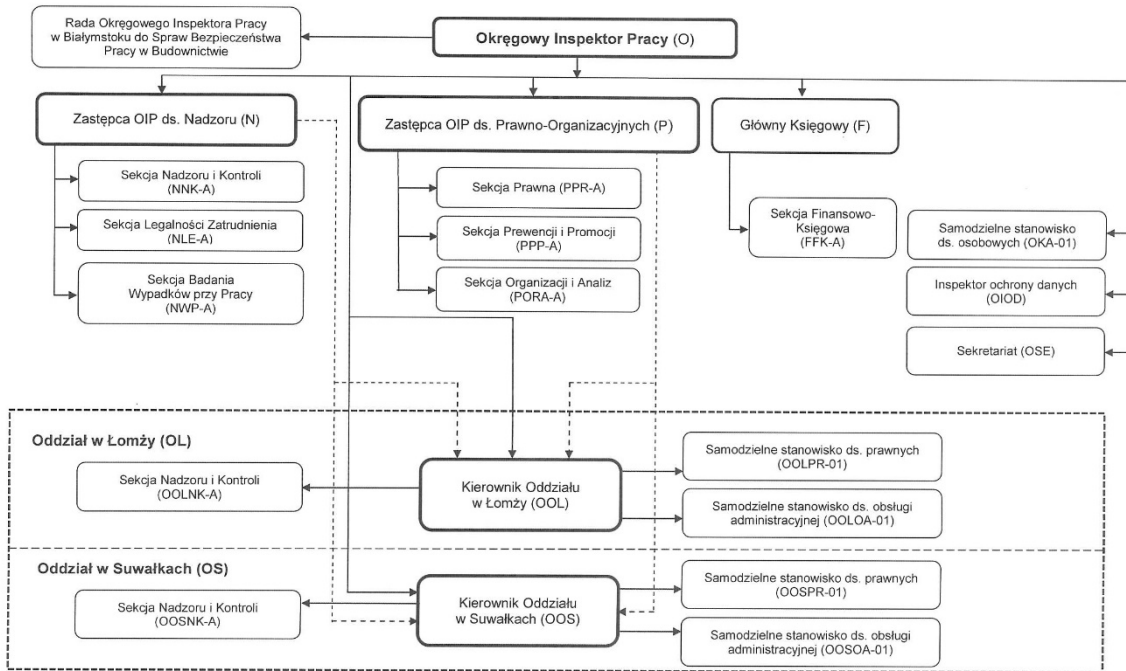 Rada Okręgowego Inspektora Pracy
w Białymstoku do Spraw Bezpieczeństwa
Pracy w Budownictwie
Okręgowy Inspektor Pracy (O)
Zastępca OIP ds. Nadzoru (N)
Zastępca OIP ds. Prawno-Organizacyjnych (P)
Główny Księgowy (F)
Sekcja Nadzoru i Kontroli
(NNK-A)
Sekcja Legalności Zatrudnienia
(NLE-A)
Sekcja Badania
Wypadków przy Pracy
(NWP-A)
Sekcja Prawna (PPR-A)
Sekcja Prewencji i Promocji
(PPP-A)
Sekcja Organizacji i Analiz
(PORA-A)
Sekcja Finansowo-
Księgowa
(FFK-A)
Samodzielne stanowisko
ds. osobowych (OKA-01)
Inspektor ochrony danych
(OIOD)
Sekretariat (OSE)
Oddział w Łomży (OL)
Sekcja Nadzoru i Kontroli
(OOLNK-A)
Kierownik Oddziału
w Łomży (OOL)
Samodzielne stanowisko ds. prawnych
(OOLPR-01)
Samodzielne stanowisko ds. obsługi
administracyjnej (OOLOA-01)
Oddział w Suwałkach (OS)
Sekcja Nadzoru i Kontroli
(OOSNK-A)
Kierownik Oddziału
w Suwałkach (OOS)
Samodzielne stanowisko ds. prawnych
(OOSPR-01)
Samodzielne stanowisko ds. obsługi
administracyjnej (OOSOA-01)